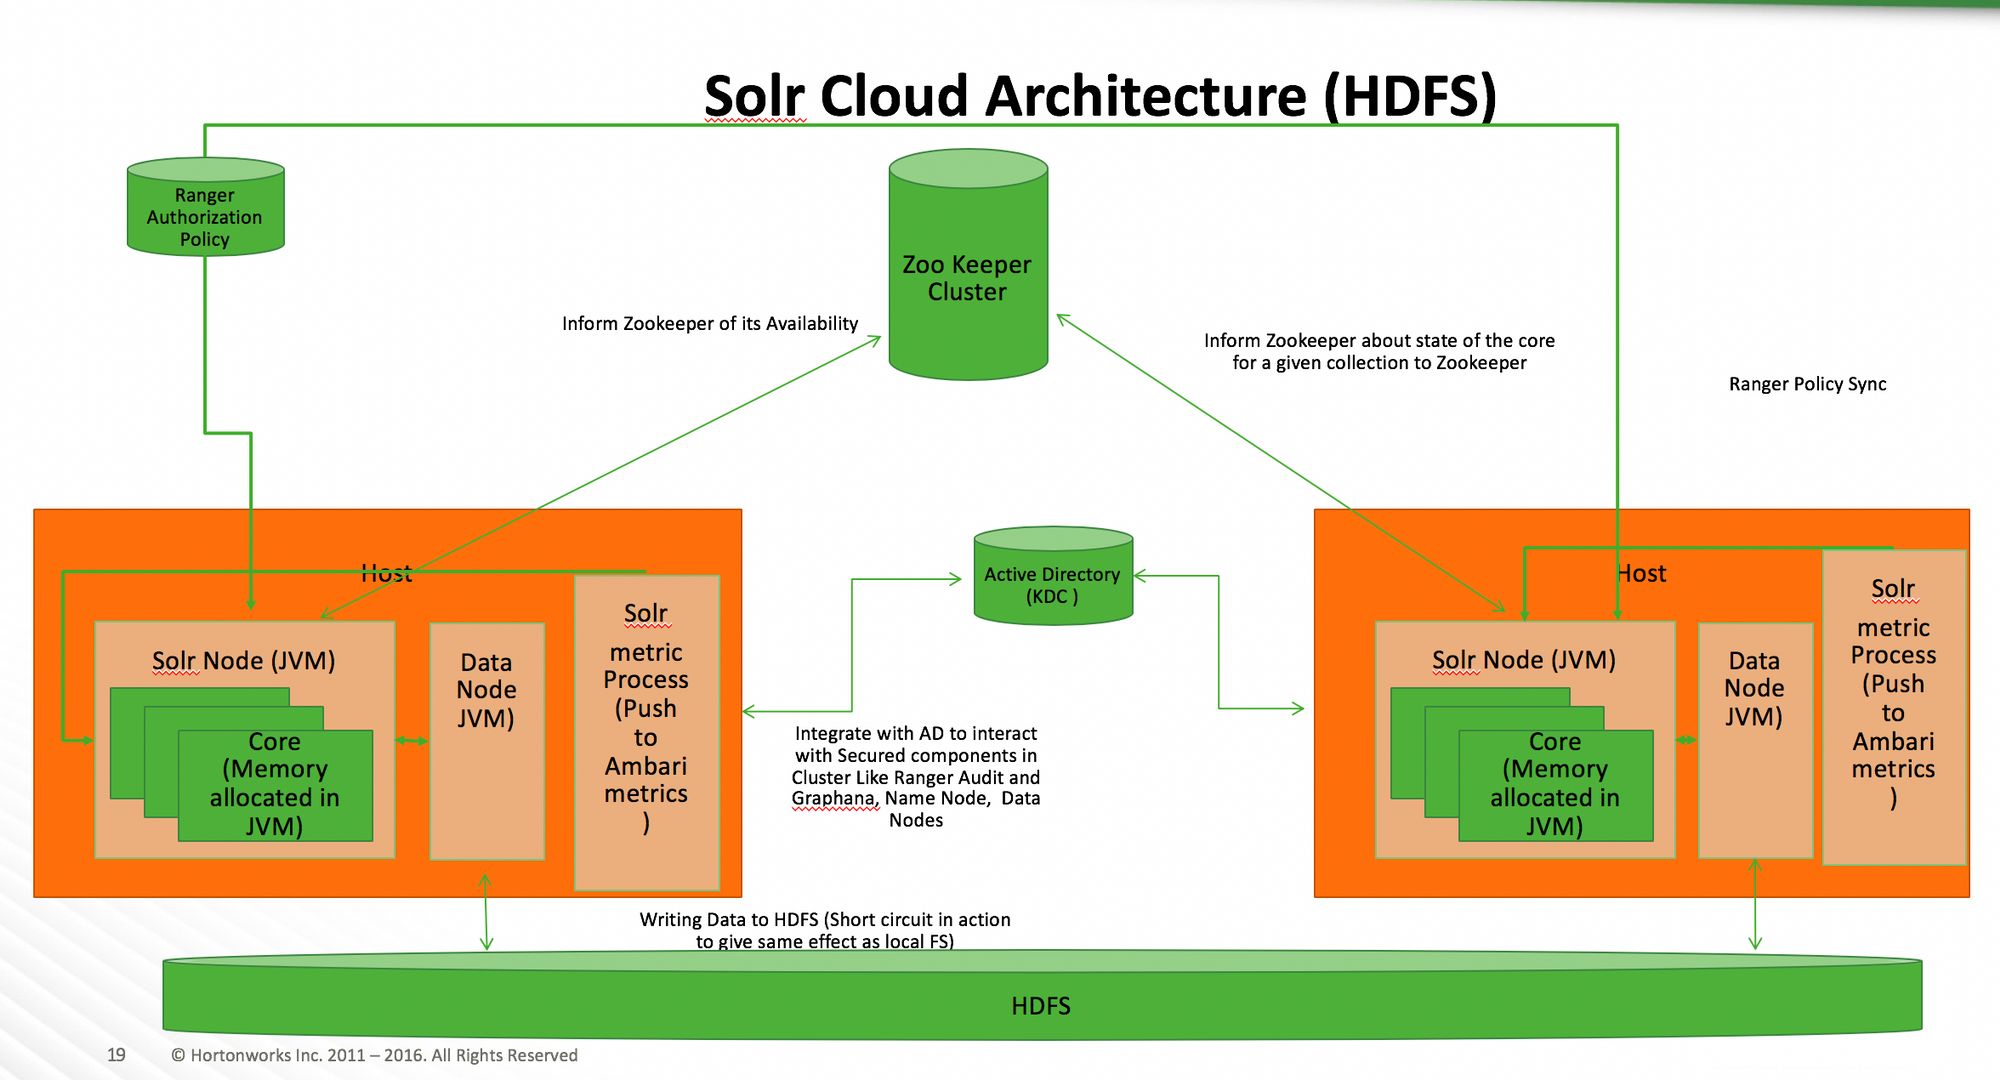 Solr Cloud Architecture (HDFS)
Ranger
Authorization
Policy
Zoo Keeper
Cluster
Inform Zookeeper of its Availability
Inform Zookeeper about state of the core
for a given collection to Zookeeper
Ranger Policy Sync
Host
Solr Node (JVM)
Core
(Memory
allocated in
JVM)
Data
Node
JVM)
Solr
metric
Process
(Push
to
Ambari
metrics
)
Active Directory
(KDC )
Integrate with AD to interact
with Secured components in
Cluster Like Ranger Audit and
Graphana, Name Node,  Data
Nodes
Host
Solr Node (JVM)
Core
(Memory
allocated in
JVM)
Data
Node
JVM)
Solr
metric
Process
(Push
to
Ambari
metrics
)
Writing Data to HDFS (Short circuit in action
to give same effect as local FS)
HDFS
19
© Hortonworks Inc. 2011 – 2016. All Rights Reserved